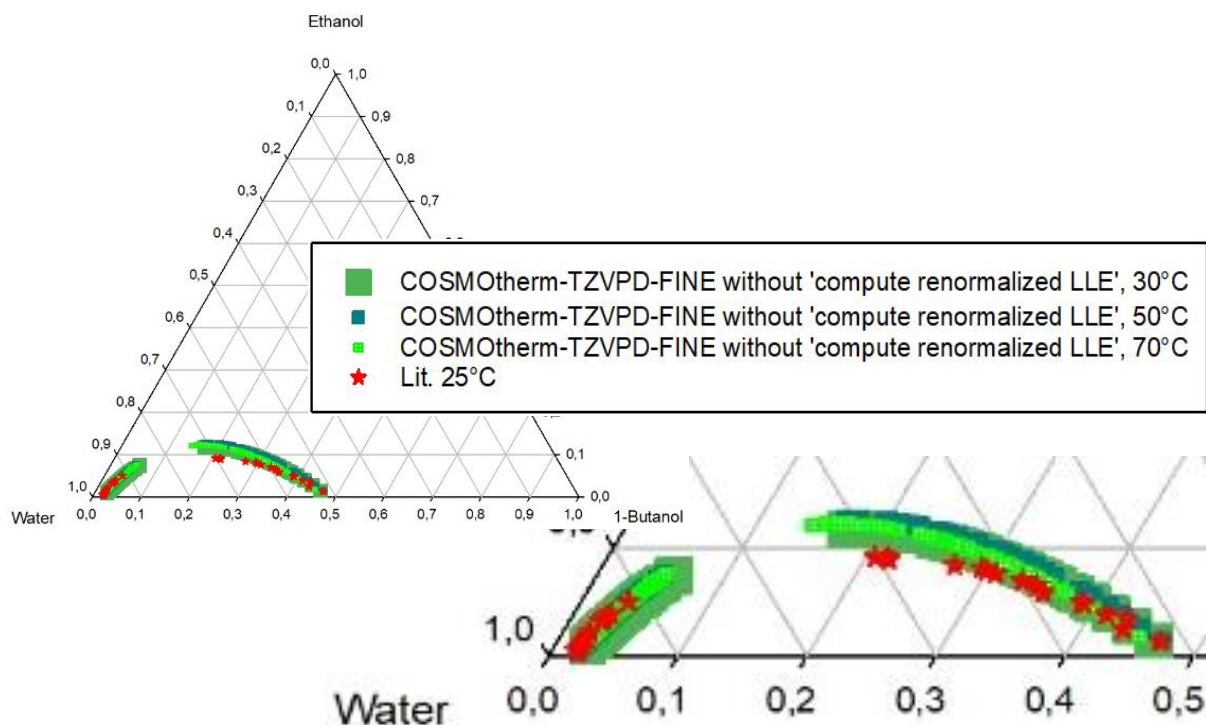 Ethanol
0,0 1,0
0,1 0,9
0,2 0,8
0,3 0,7
0,4
0,5
COSMOtherm-TZVPD-FINE without 'compute renormalized LLE', 30°C
COSMOtherm-TZVPD-FINE without 'compute renormalized LLE', 50°C
COSMOtherm-TZVPD-FINE without 'compute renormalized LLE', 70°C
Lit. 25°C
0,6
0,7
0,8
0,9 0,1
1,0 0,0
Water 0,0 0,1 0,2 0,3 0,4 0,5 0,6 0,7 0,8 0,9 1,0
1-Butanol
1,0
Water 0,0 0,1 0,2 0,3 0,4 0,5